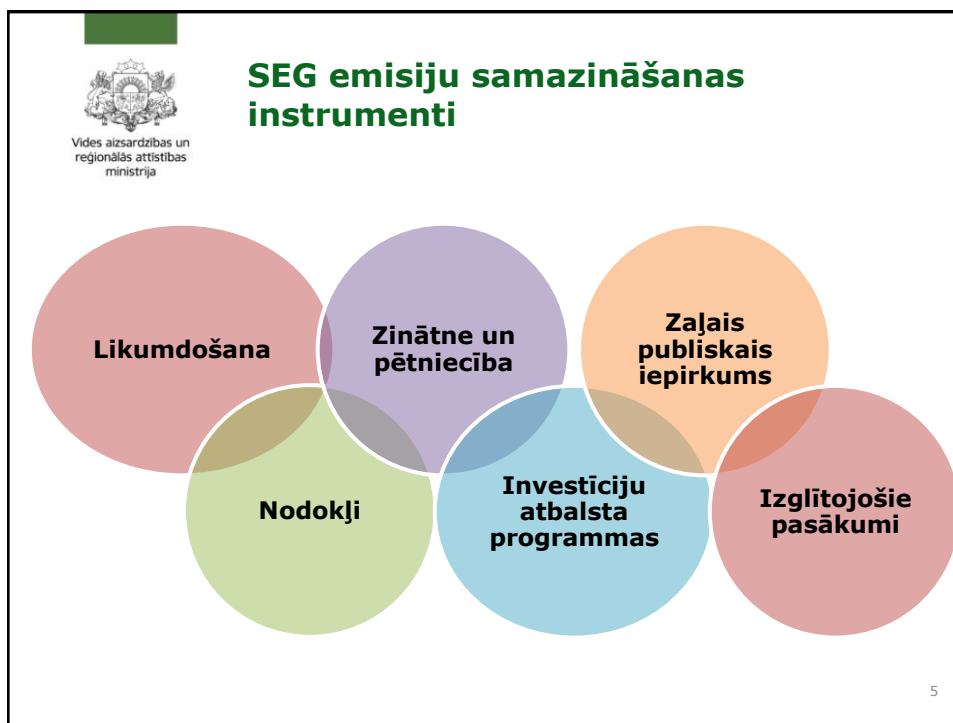 SEG emisiju samazināšanas
instrumenti
Vides aizsardzības un
reģionālās attīstības
ministrija
Likumdošana
Zinātne un
pētniecība
Zaļais
publiskais
iepirkums
Nodokļi
Investīciju
atbalsta
programmas
Izglītojošie
pasākumi
5